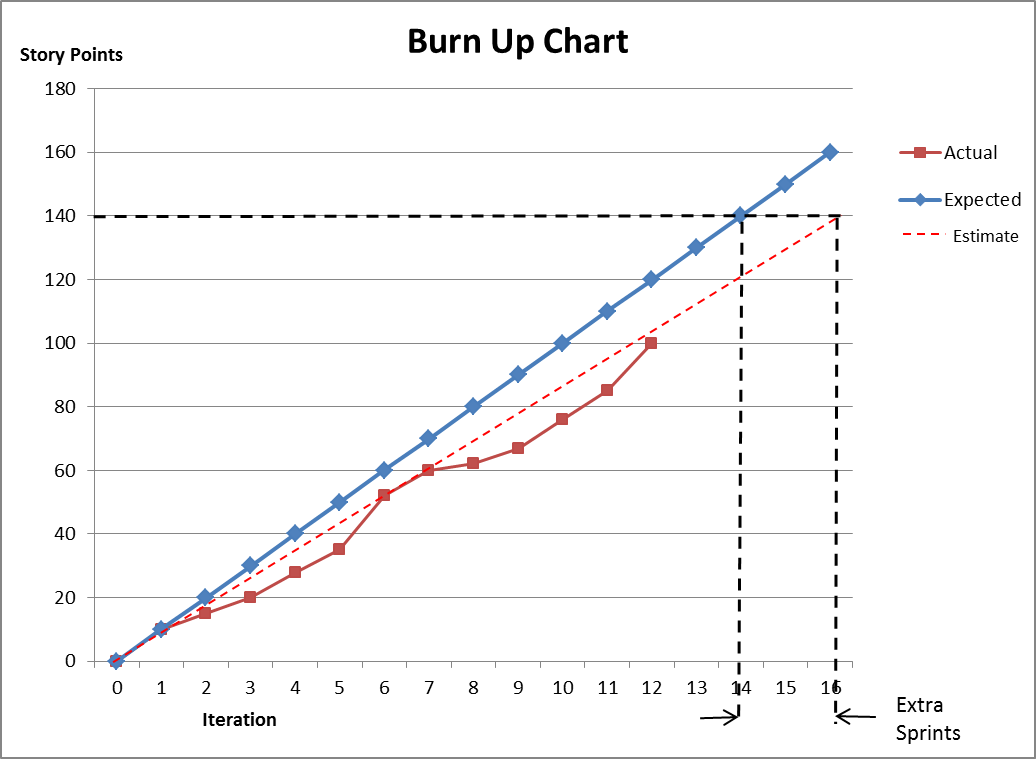 Burn Up Chart
Story Points
180
160
140
120
100
80
60
40
20
0
0 1 2 3 4 5 6 7 8 9 10 11 12 13 14 15 16
Iteration
Actual
Expected
Estimate
Extra
Sprints